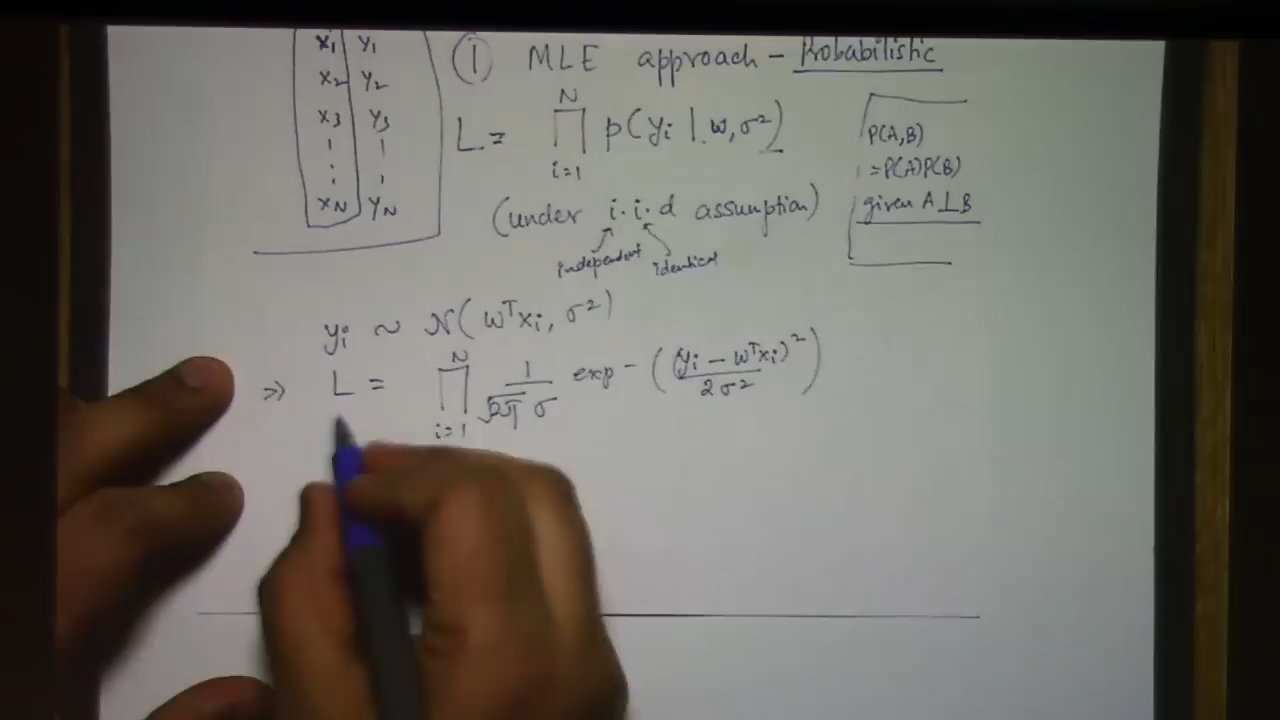 x1 y1
x2 y2
x3 y3
xN yN
① MLE approach - Probabilistic
L = ∏_{i=1}^{N} p(yi | w, σ²)
(under i.i.d assumption)
independent identical
P(A,B)
= P(A)P(B)
given A⊥B
yi ~ N(wᵀxi, σ²)
⇒ L = ∏_{i=1}^{N} 1/(√2π σ) exp - ((yi - wᵀxi)²/2σ²)